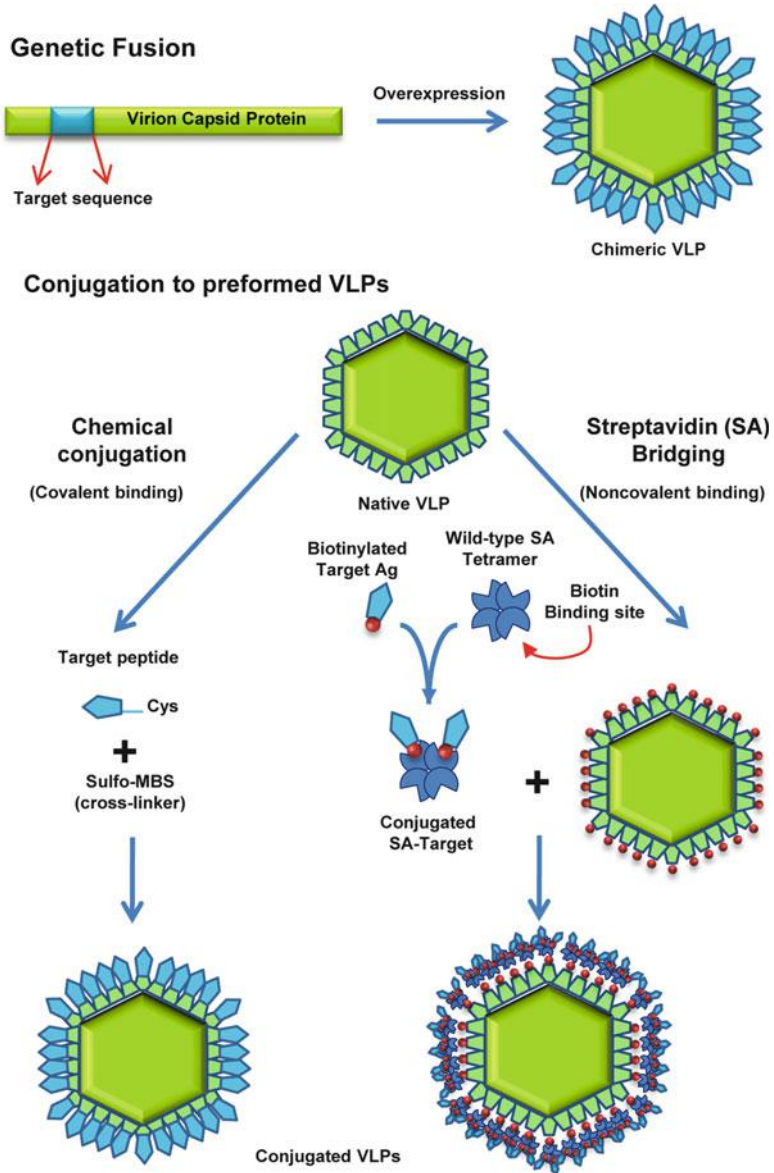 Genetic Fusion
Virion Capsid Protein
Overexpression
Target sequence
Chimeric VLP
Conjugation to preformed VLPs
Chemical
conjugation
(Covalent binding)
Native VLP
Streptavidin (SA)
Bridging
(Noncovalent binding)
Biotinylated
Target Ag
Wild-type SA
Tetramer
Biotin
Binding site
Target peptide
Cys
+
Sulfo-MBS
(cross-linker)
Conjugated
SA-Target
+
Conjugated VLPs